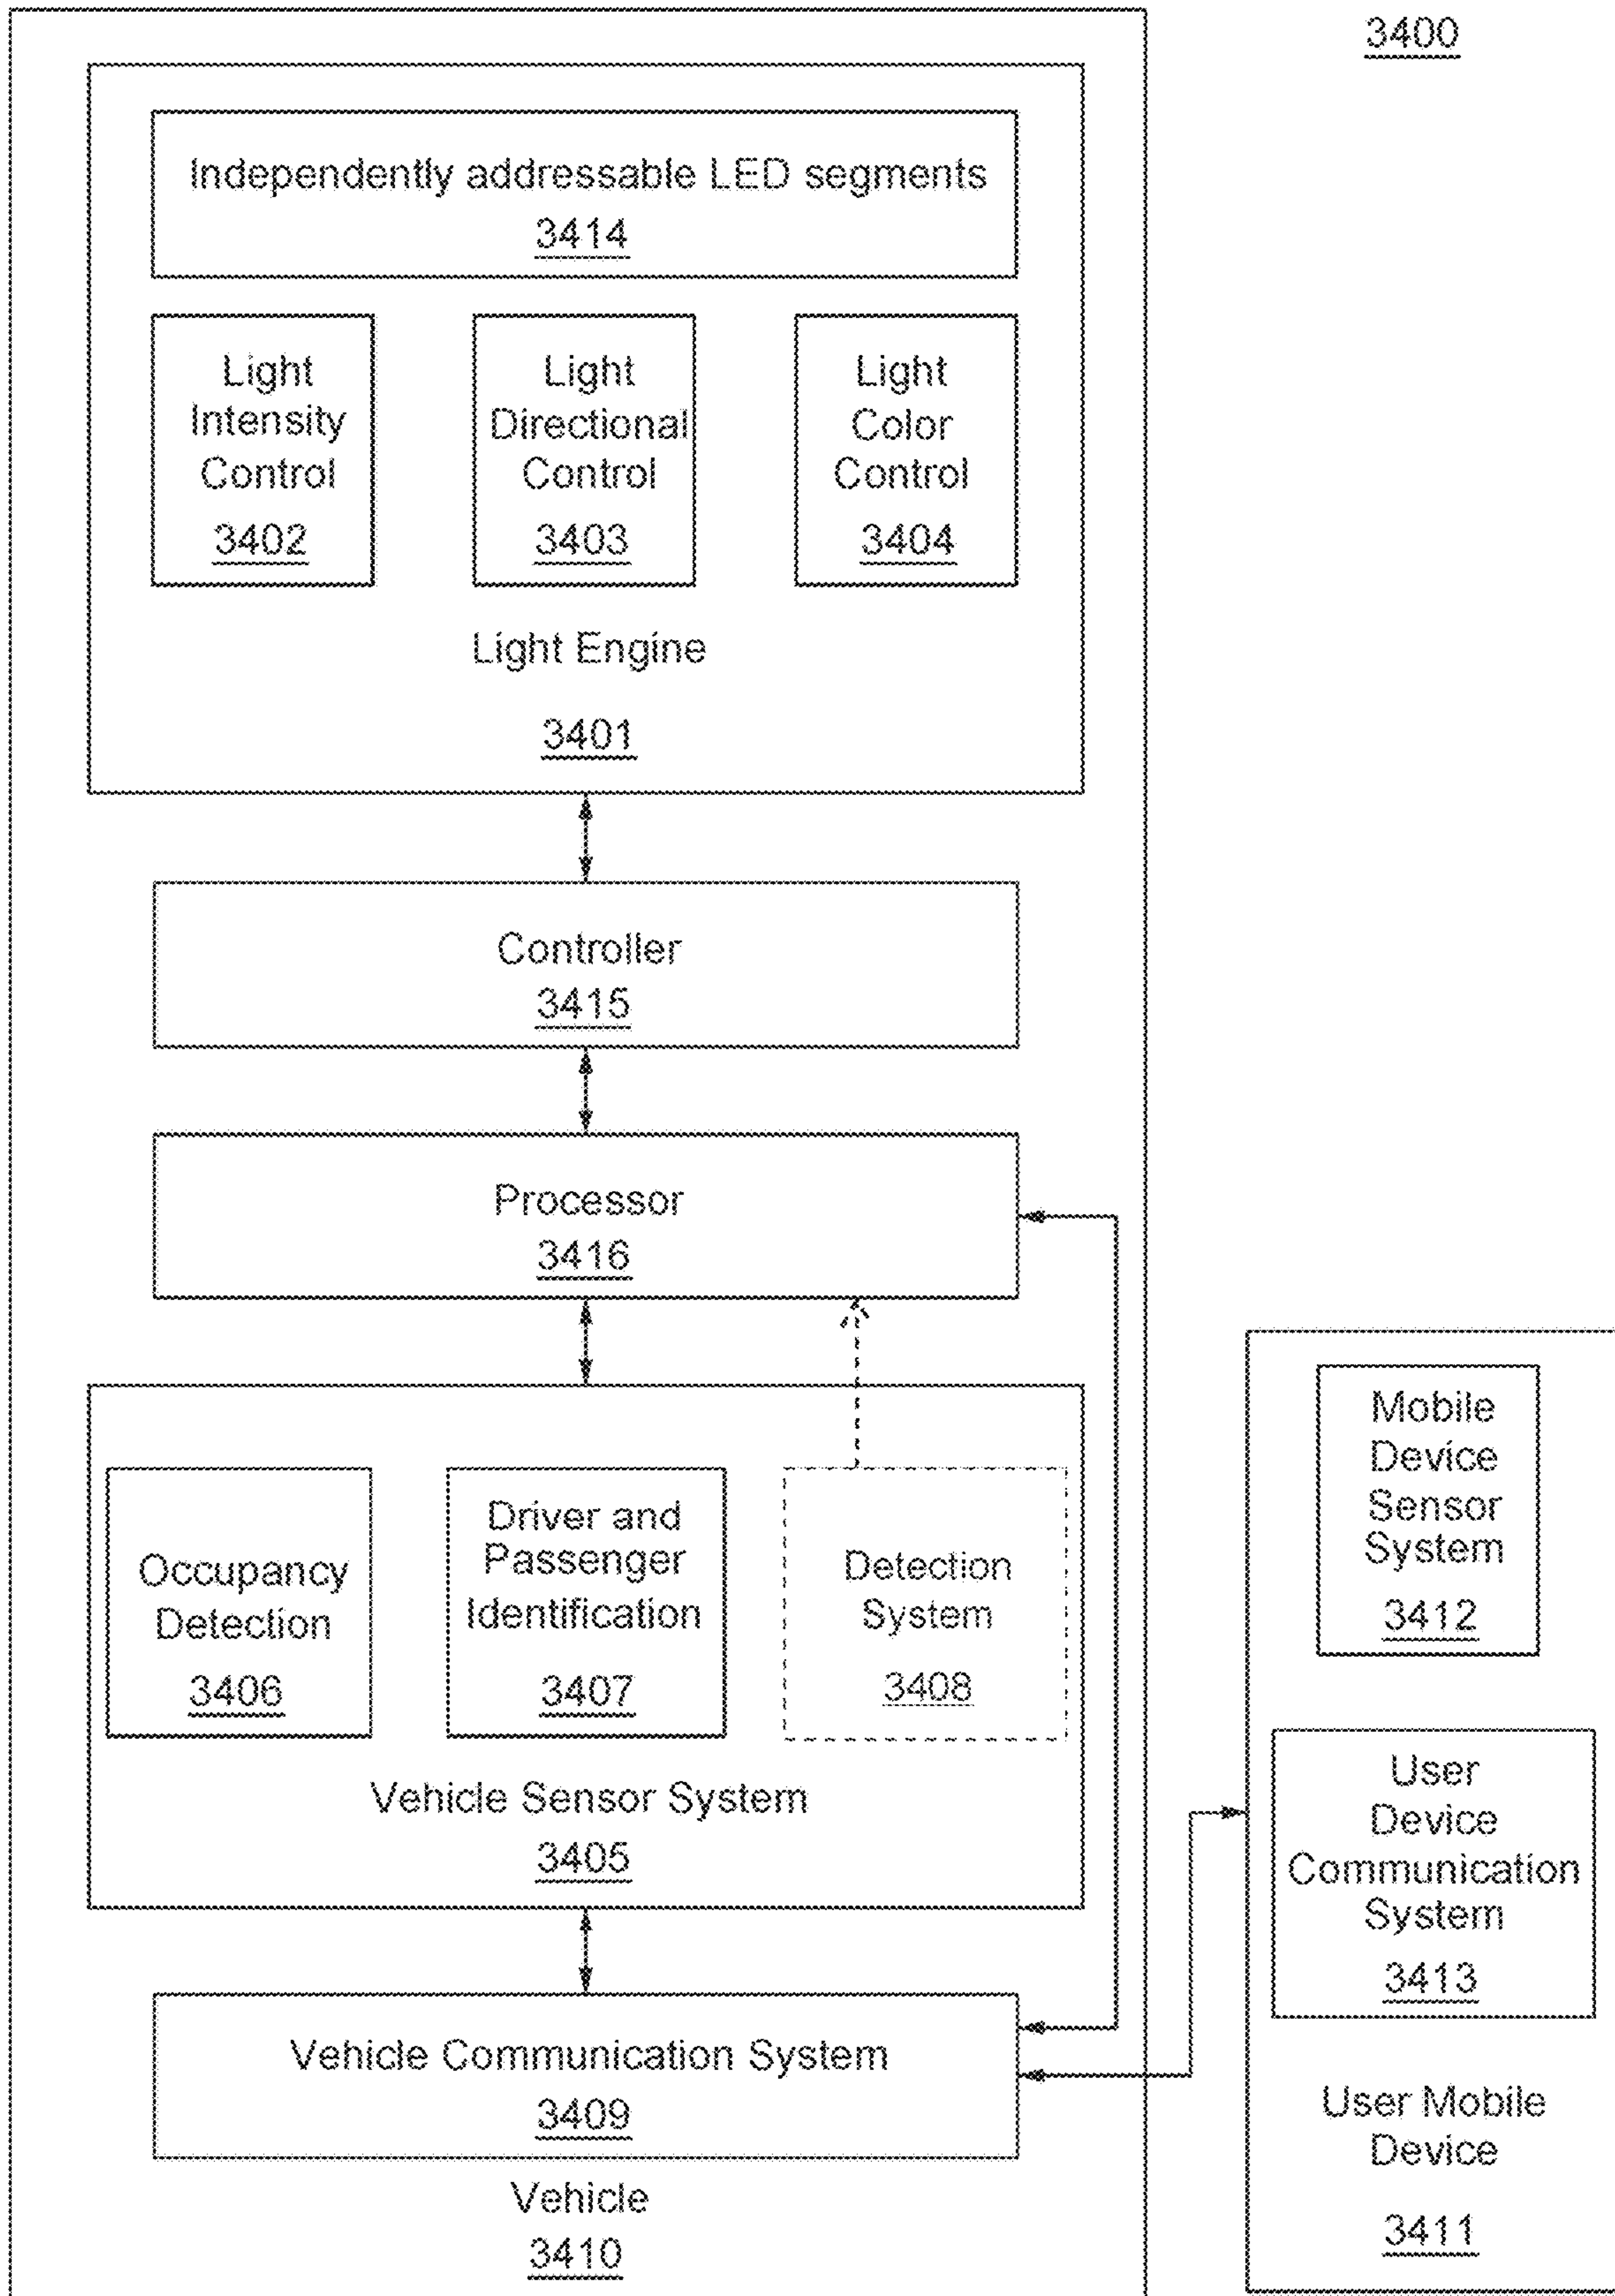 3400
Independently addressable LED segments
3414
Light
Intensity
Control
3402
Light
Directional
Control
3403
Light
Color
Control
3404
Light Engine
3401
Controller
3415
Processor
3416
Occupancy
Detection
3406
Driver and
Passenger
Identification
3407
Detection
System
3408
Vehicle Sensor System
3405
Vehicle Communication System
3409
Vehicle
3410
Mobile
Device
Sensor
System
3412
User
Device
Communication
System
3413
User Mobile
Device
3411